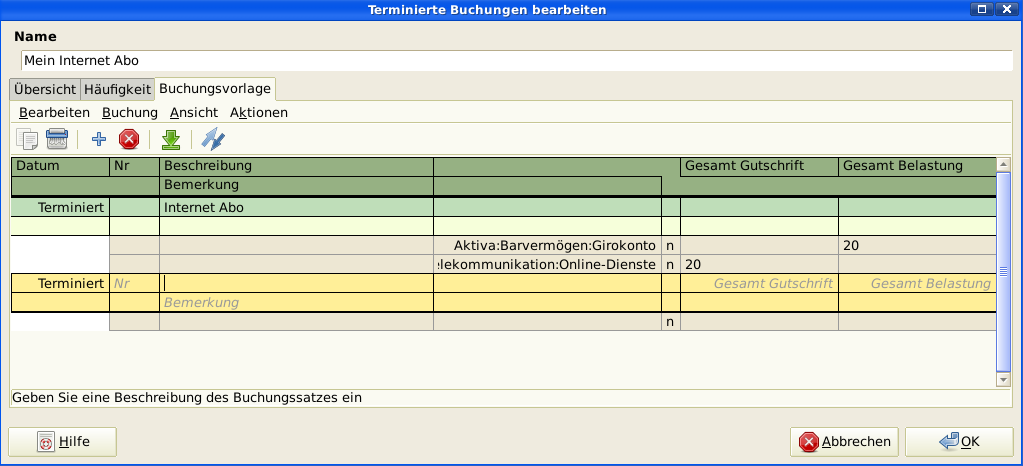 Terminierte Buchungen bearbeiten
Name
Mein Internet Abo
Übersicht Häufigkeit Buchungsvorlage
Bearbeiten Buchung Ansicht Aktionen
Datum Nr Beschreibung Gesamt Gutschrift Gesamt Belastung
Bemerkung
Terminiert Internet Abo
Aktiva:Barvermögen:Girokonto n 20
elekommunikation:Online-Dienste n 20
Terminiert Nr Gesamt Gutschrift Gesamt Belastung
Bemerkung
n
Geben Sie eine Beschreibung des Buchungssatzes ein
Hilfe Abbrechen OK